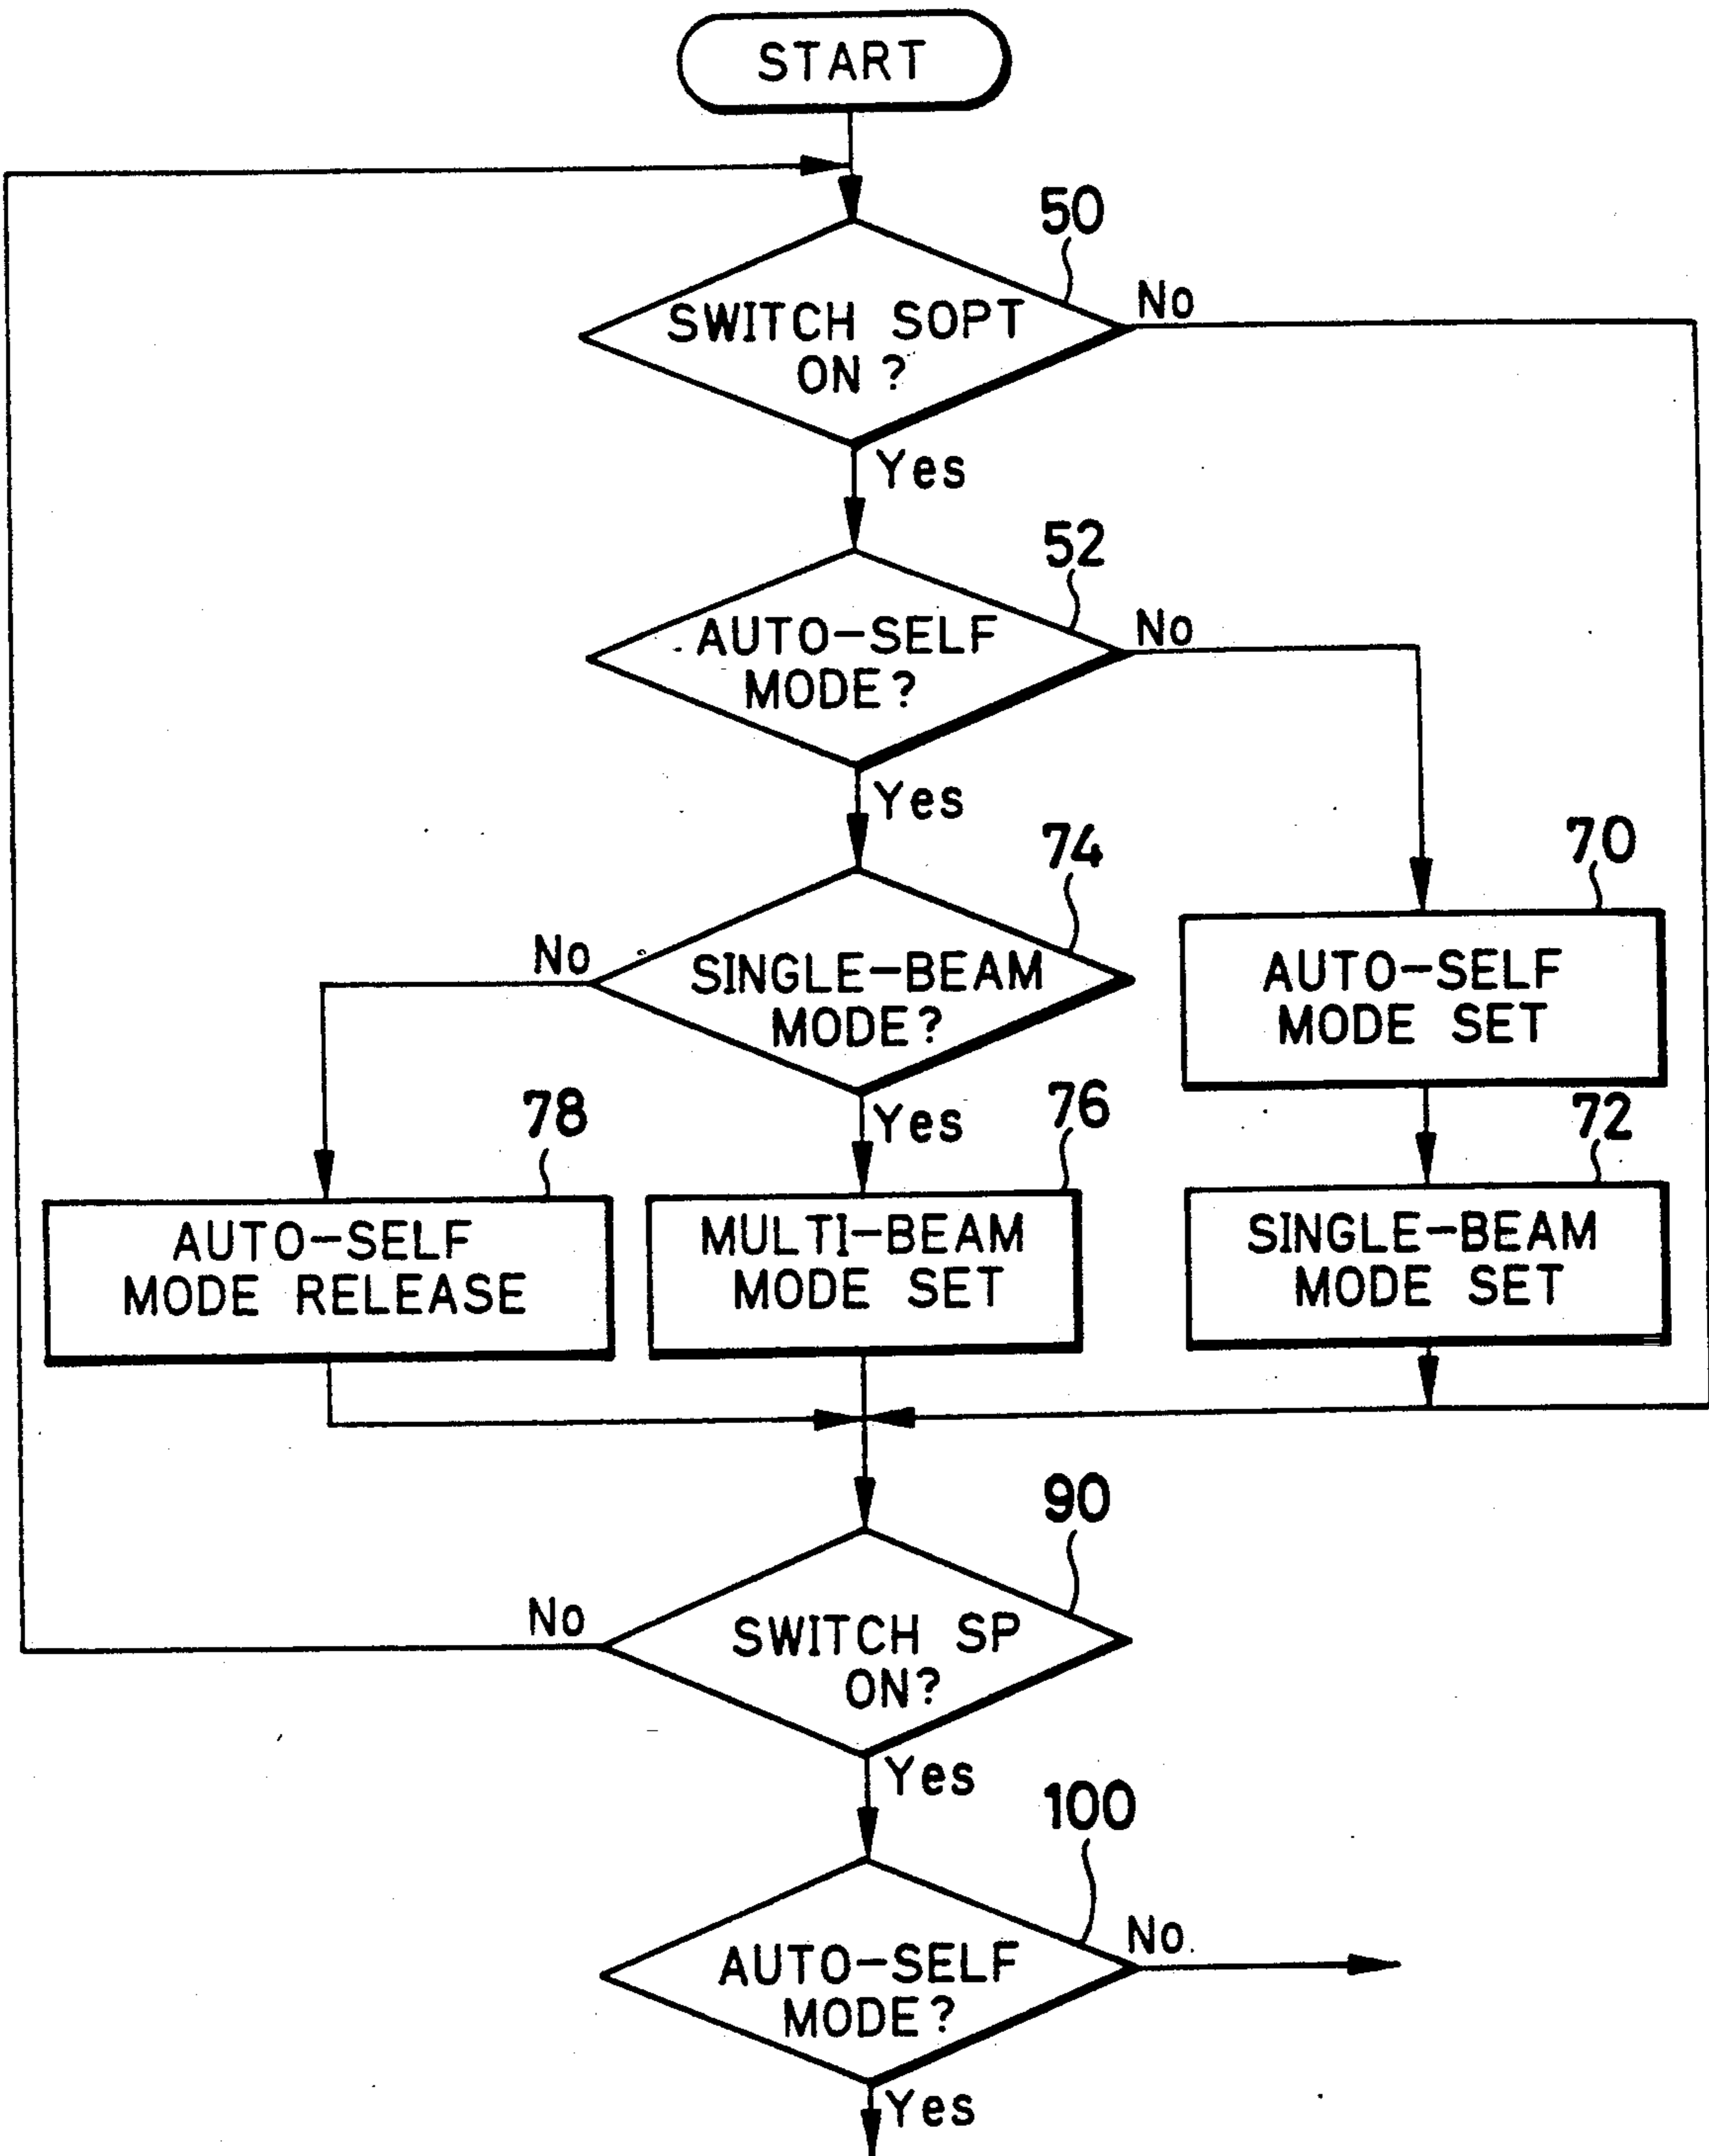 START
50
No
SWITCH SOPT
ON ?
Yes
52
No
AUTO-SELF
MODE?
Yes
74
70
No
SINGLE-BEAM
MODE?
AUTO-SELF
MODE SET
78
Yes
76
72
AUTO-SELF
MODE RELEASE
MULTI-BEAM
MODE SET
SINGLE-BEAM
MODE SET
90
No
SWITCH SP
ON?
Yes
100
No
AUTO-SELF
MODE?
Yes